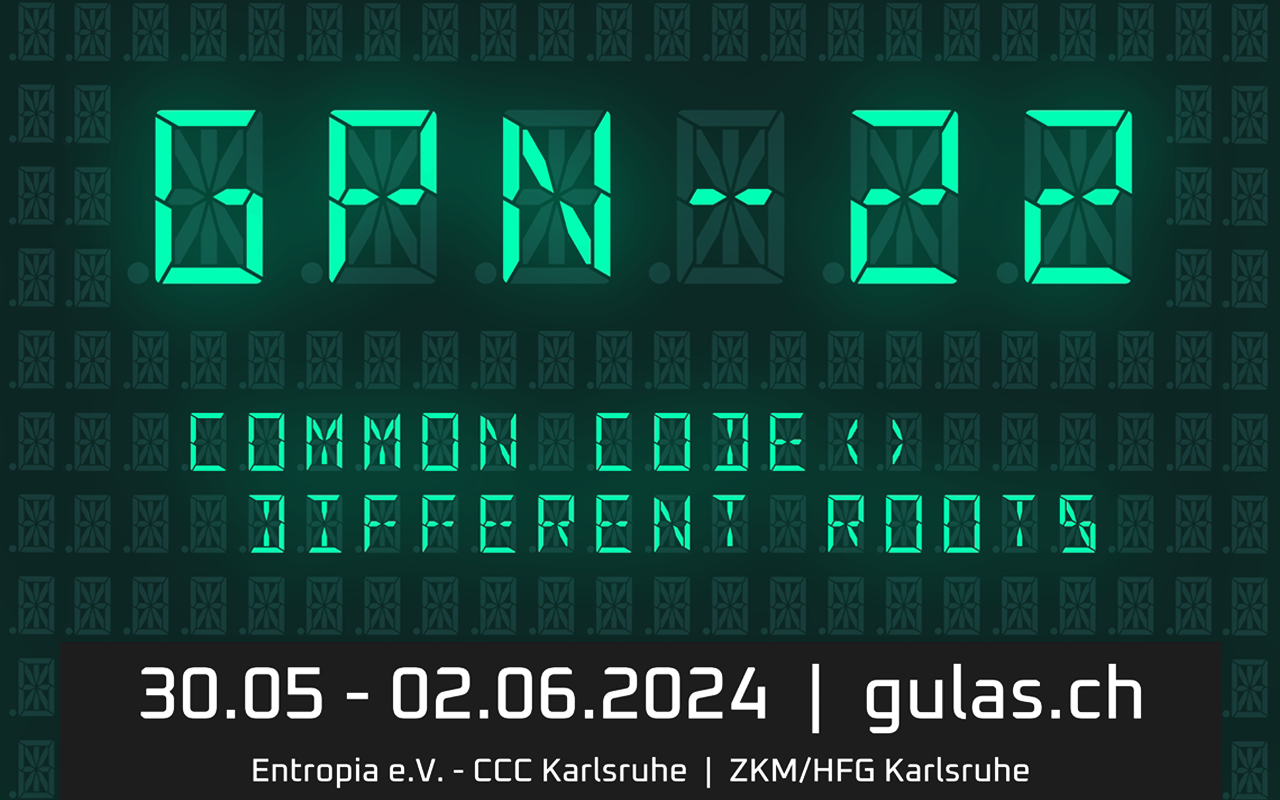 GPN-22
COMMON CODE()
DIFFERENT ROOTS
30.05 - 02.06.2024 | gulas.ch
Entropia e.V. - CCC Karlsruhe | ZKM/HFG Karlsruhe